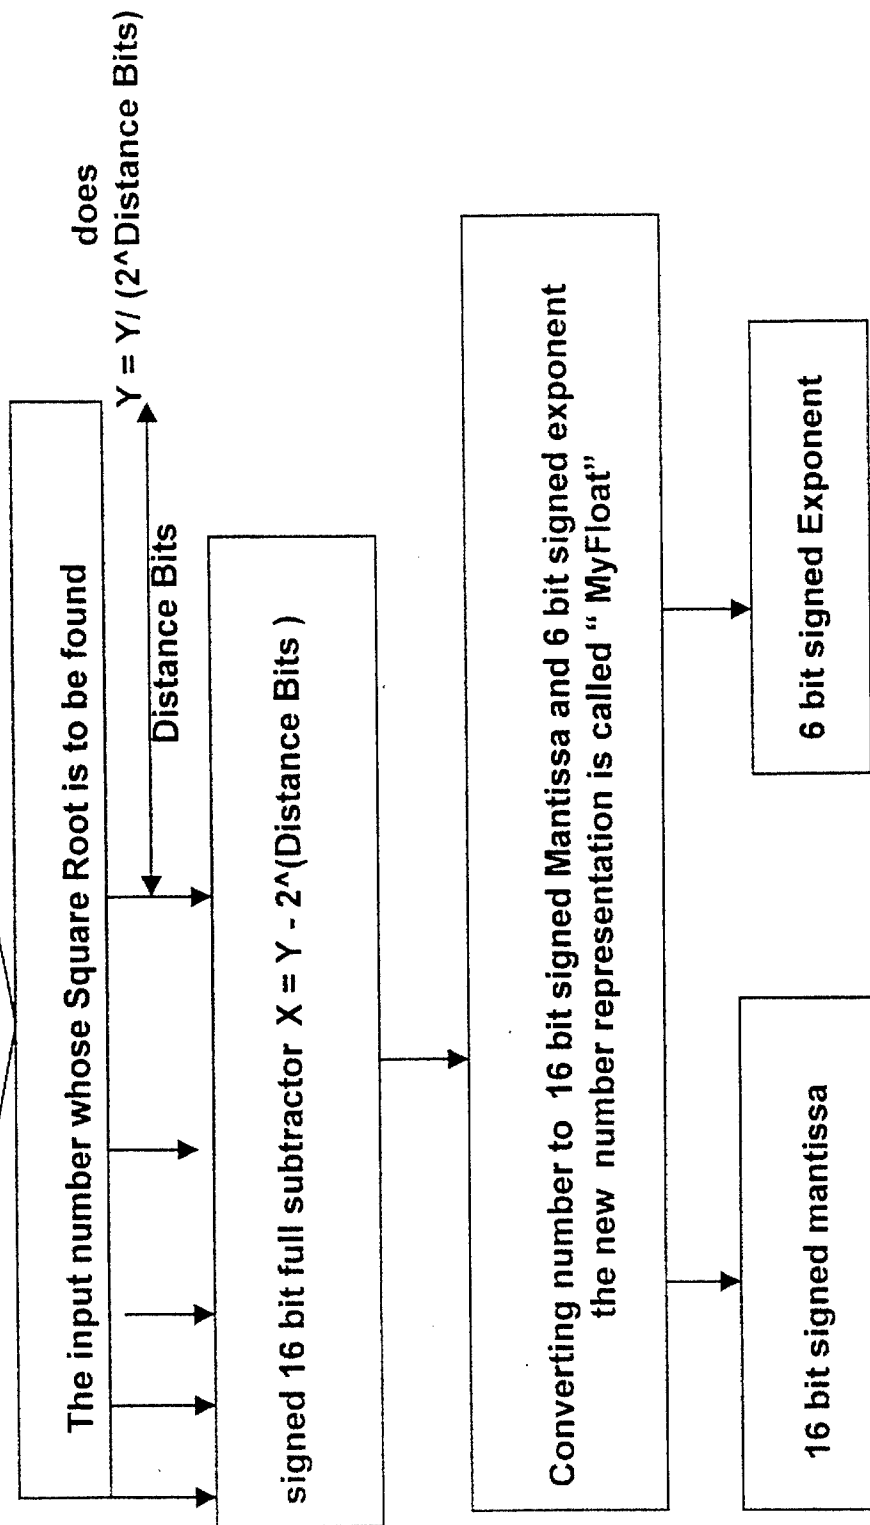 The input number whose Square Root is to be found
does
Y = Y/ (2^Distance Bits)
Distance Bits
signed 16 bit full subtractor X = Y - 2^(Distance Bits )
Converting number to 16 bit signed Mantissa and 6 bit signed exponent
the new number representation is called “ MyFloat”
16 bit signed mantissa
6 bit signed Exponent